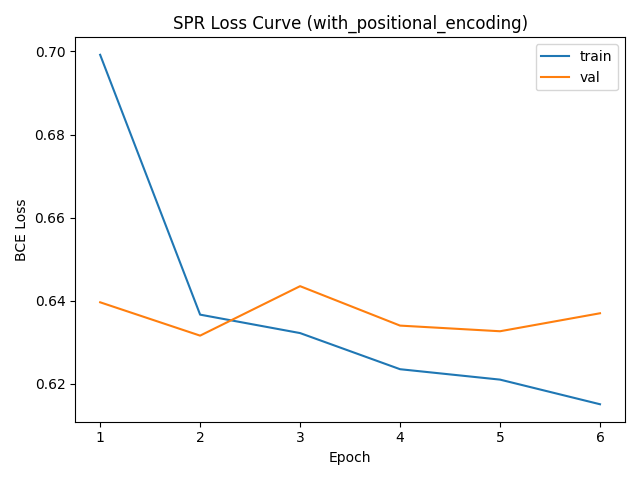 SPR Loss Curve (with_positional_encoding)
train
val
BCE Loss
0.70
0.68
0.66
0.64
0.62
1 2 3 4 5 6
Epoch